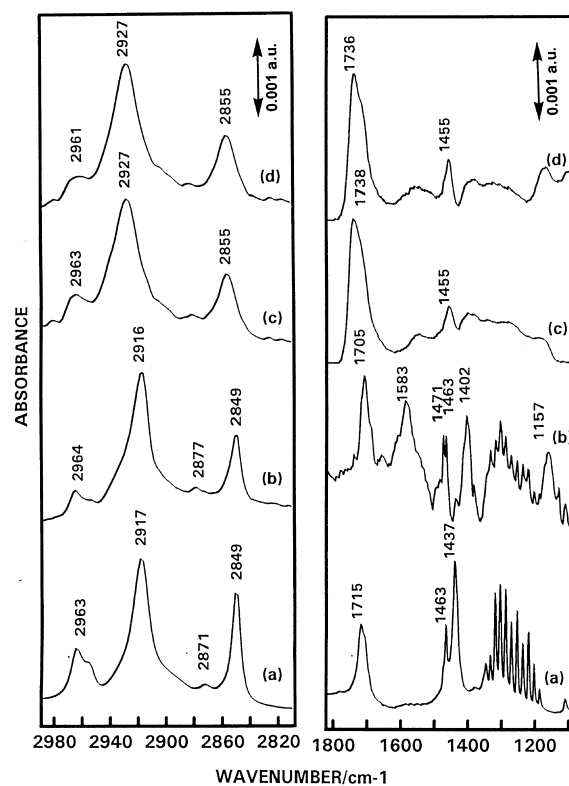 2927
2961
2855
0.001 a.u.
(d)
2927
2963
2855
(c)
2916
2964
2877
2849
(b)
2917
2963
2871
2849
(a)
2980 2940 2900 2860 2820
1736
1455
0.001 a.u.
(d)
1738
1455
(c)
1705
1583
1471
1463
1402
1157
(b)
1715
1463
1437
(a)
1800 1600 1400 1200
ABSORBANCE
WAVENUMBER/cm-1